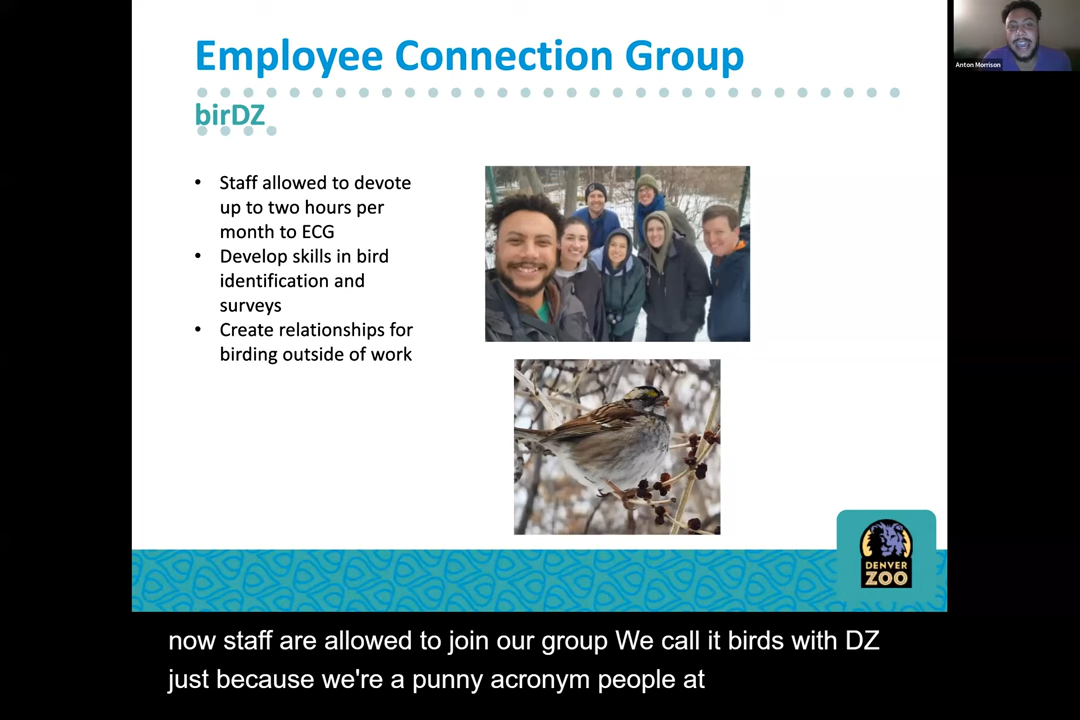 Employee Connection Group
birDZ
• Staff allowed to devote
up to two hours per
month to ECG
• Develop skills in bird
identification and
surveys
• Create relationships for
birding outside of work
Anton Morrison
DENVER
ZOO
now staff are allowed to join our group We call it birds with DZ
just because we're a punny acronym people at